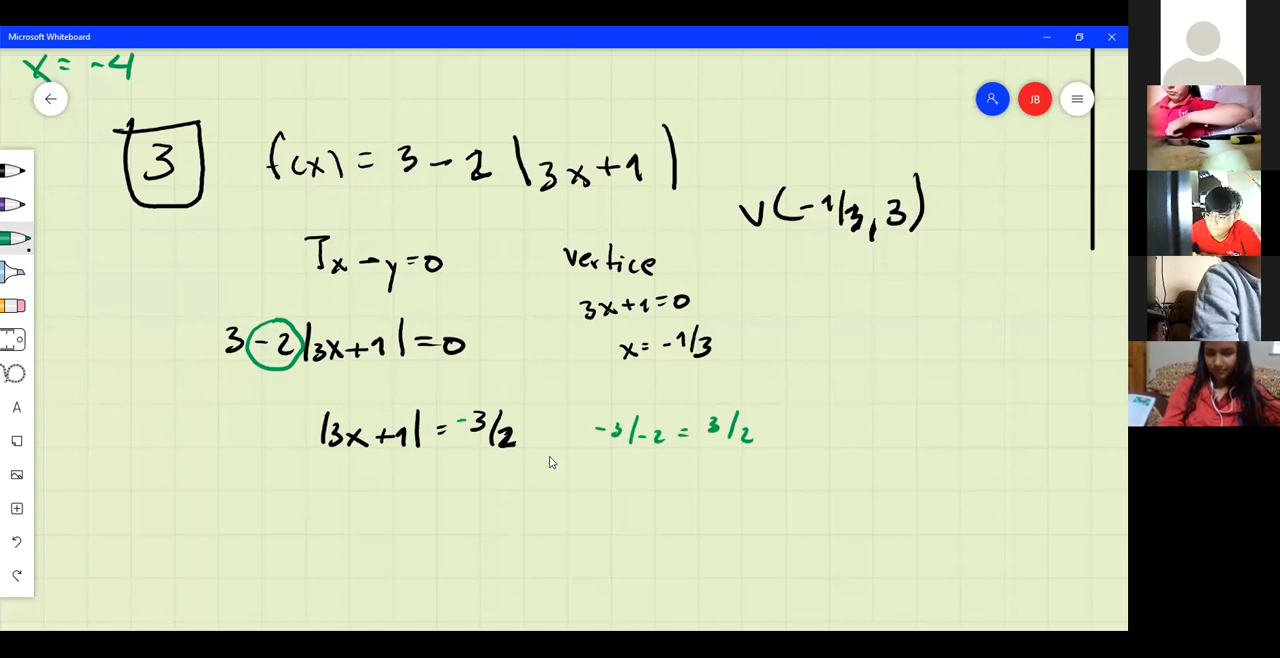 Microsoft Whiteboard
x = -4
JB
3
f(x) = 3 - 2 |3x+1|
V(-1/3, 3)
Ix - y = 0
vertice
3x+1=0
3 -2|3x+1| = 0
x = -1/3
|3x+1| = -3/2
-3/-2 = 3/2
A